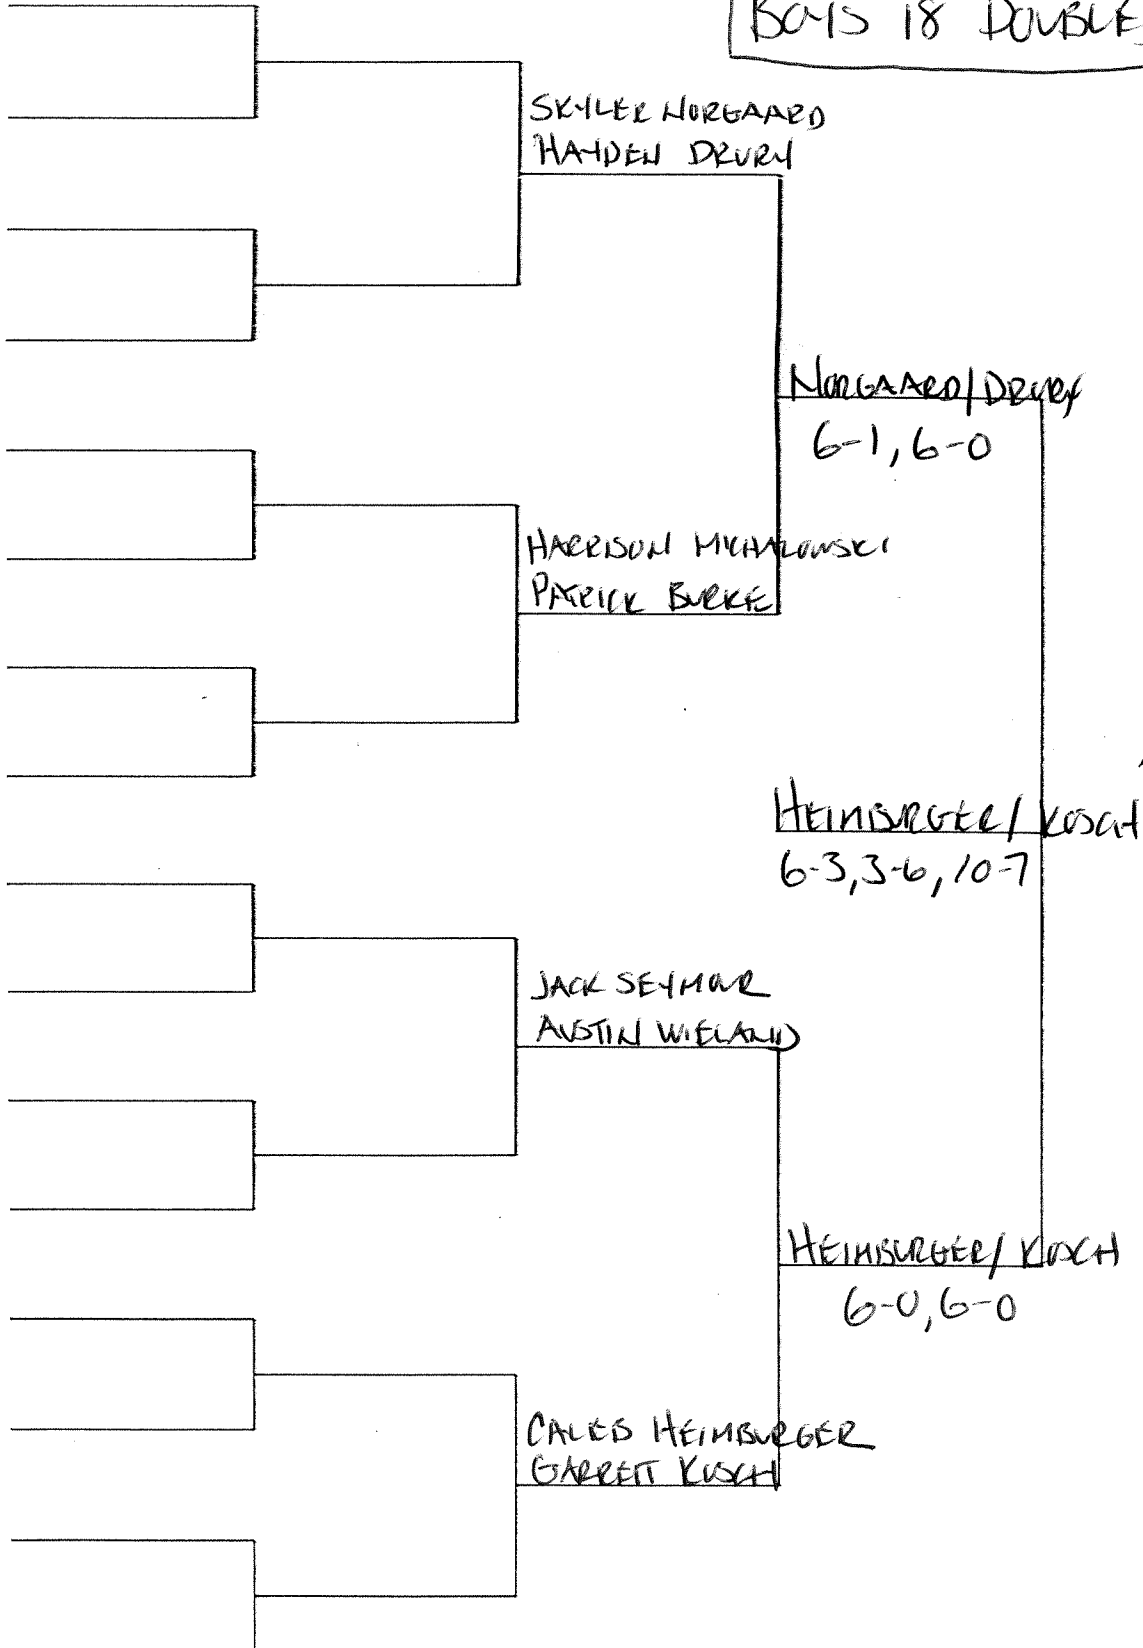 BOYS 18 DOUBLE
SKYLER NORGAARD
HAYDEN DRURY
NORGAARD/DRURY
6-1, 6-0
HARRISON MICHALOWSKI
PATRICK BURKE
HEIMBURGER/KOSCH
6-3, 3-6, 10-7
JACK SEYMOUR
AUSTIN WIELAND
HEIMBURGER/KOSCH
6-0, 6-0
CALEB HEIMBURGER
GARRETT KOSCH